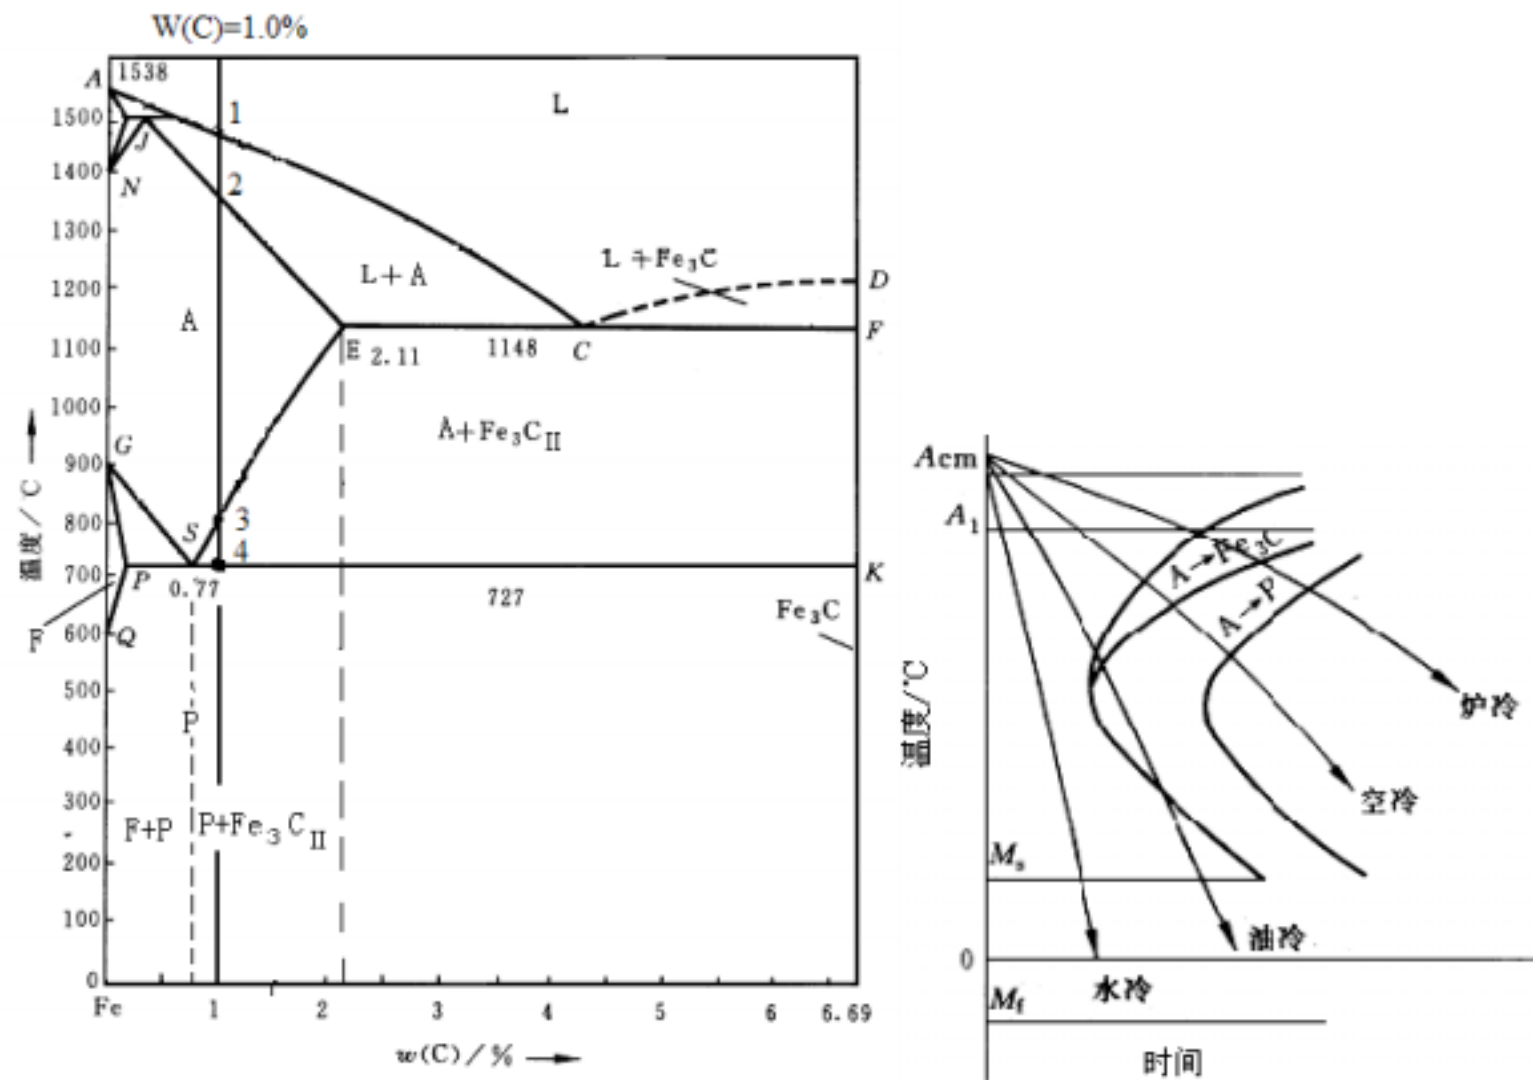 W(C)=1.0%
A
1538
1500
1400
1300
1200
1100
1000
900
800
700
600
500
400
300
200
100
0
温度/℃
J
N
1
2
L
L+A
L+Fe₃C
D
F
A
E 2.11
1148
C
A+Fe₃C_II
G
S
3
4
P
0.77
727
K
Q
F
Fe₃C
P
F+P
P+Fe₃C_II
Fe
1
2
3
4
5
6
6.69
w(C)/%
Acm
A₁
A→Fe₃C
A→P
炉冷
空冷
油冷
水冷
Ms
0
Mf
温度/℃
时间